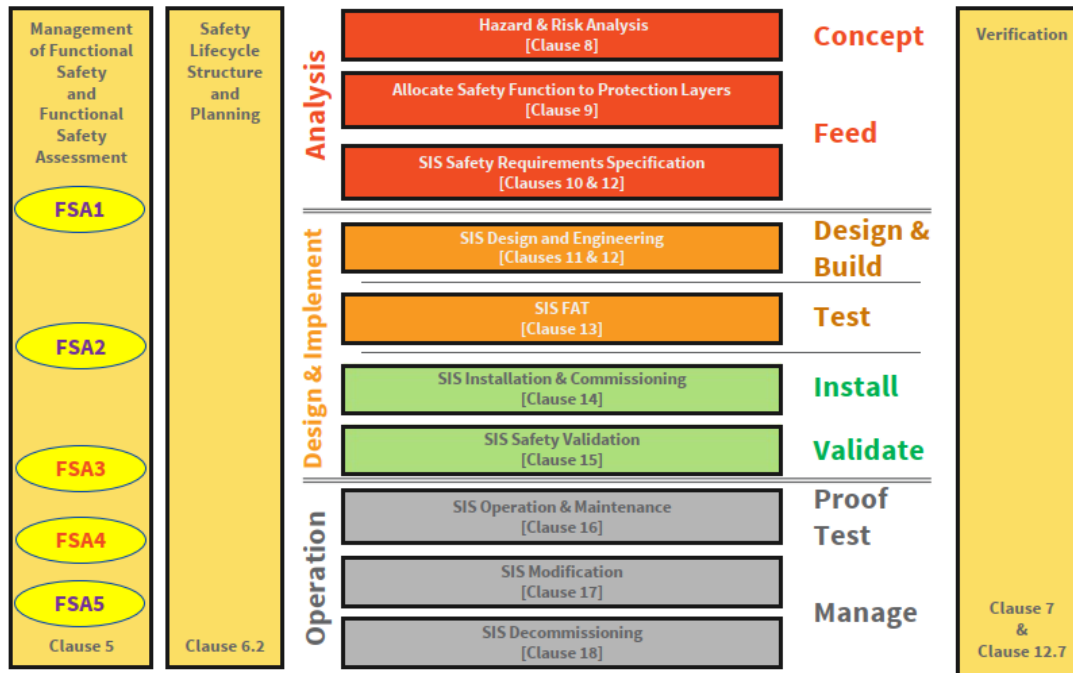 Management
of Functional
Safety
and
Functional
Safety
Assessment
FSA1
FSA2
FSA3
FSA4
FSA5
Clause 5
Safety
Lifecycle
Structure
and
Planning
Clause 6.2
Analysis
Hazard & Risk Analysis
[Clause 8]
Concept
Allocate Safety Function to Protection Layers
[Clause 9]
Feed
SIS Safety Requirements Specification
[Clauses 10 & 12]
Design & Implement
SIS Design and Engineering
[Clauses 11 & 12]
Design &
Build
SIS FAT
[Clause 13]
Test
SIS Installation & Commissioning
[Clause 14]
Install
SIS Safety Validation
[Clause 15]
Validate
Operation
SIS Operation & Maintenance
[Clause 16]
Proof
Test
SIS Modification
[Clause 17]
Manage
SIS Decommissioning
[Clause 18]
Verification
Clause 7
&
Clause 12.7